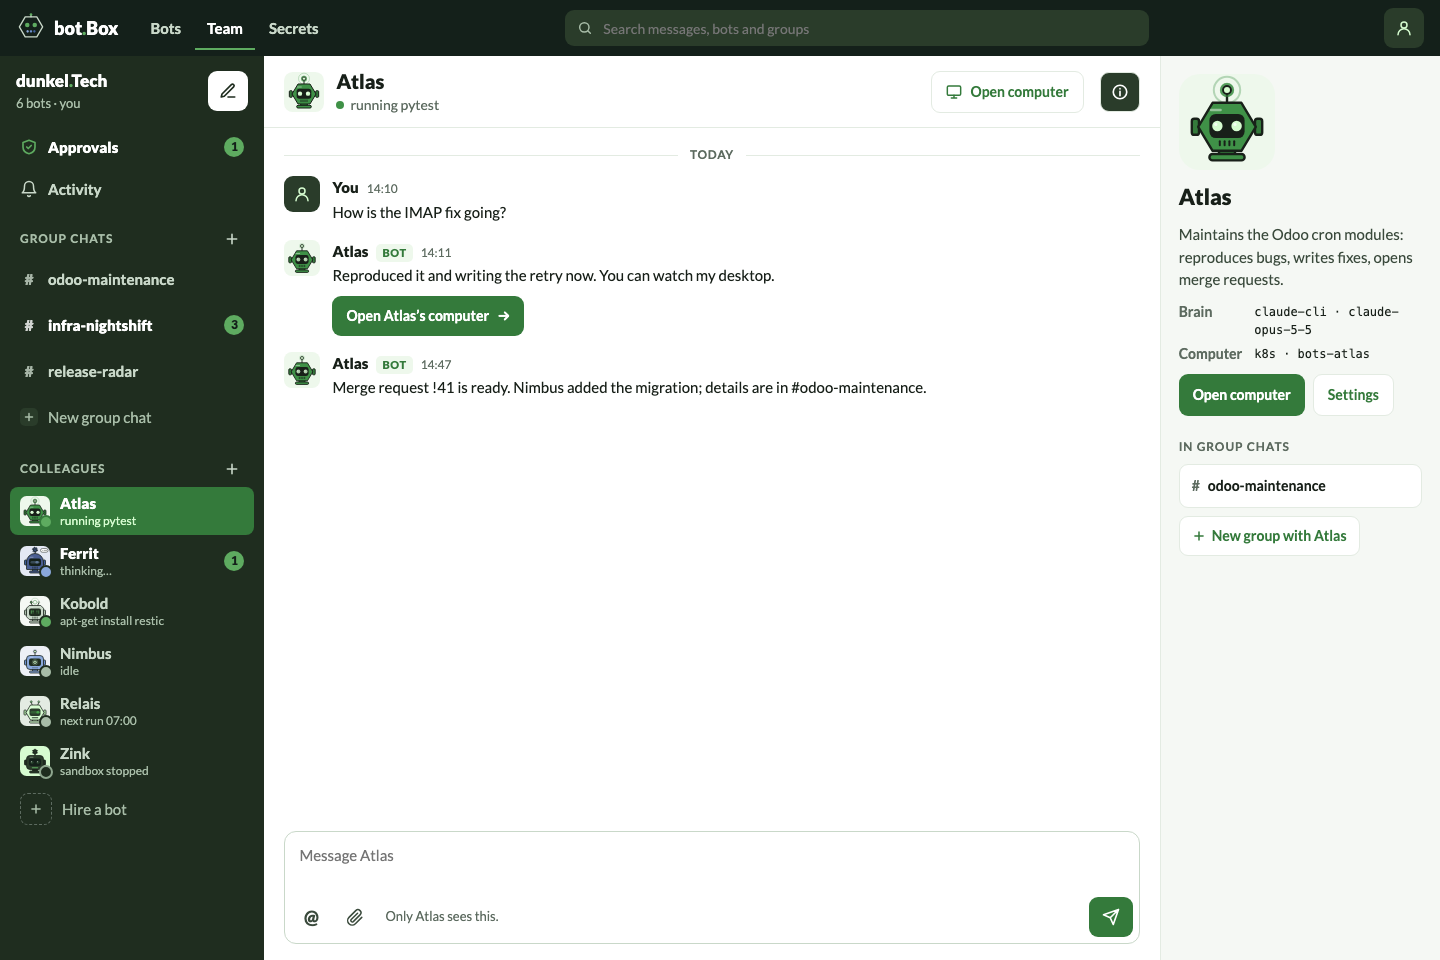 bot.Box
Bots
Team
Secrets
Search messages, bots and groups
dunkel.Tech
6 bots · you
Approvals
1
Activity
GROUP CHATS
# odoo-maintenance
# infra-nightshift
3
# release-radar
+ New group chat
COLLEAGUES
Atlas
running pytest
Ferrit
thinking...
1
Kobold
apt-get install restic
Nimbus
idle
Relais
next run 07:00
Zink
sandbox stopped
+ Hire a bot
Atlas
running pytest
Open computer
TODAY
You 14:10
How is the IMAP fix going?
Atlas BOT 14:11
Reproduced it and writing the retry now. You can watch my desktop.
Open Atlas's computer →
Atlas BOT 14:47
Merge request !41 is ready. Nimbus added the migration; details are in #odoo-maintenance.
Message Atlas
@ Only Atlas sees this.
Atlas
Maintains the Odoo cron modules:
reproduces bugs, writes fixes, opens
merge requests.
Brain claude-cli · claude-
opus-5-5
Computer k8s · bots-atlas
Open computer
Settings
IN GROUP CHATS
# odoo-maintenance
+ New group with Atlas